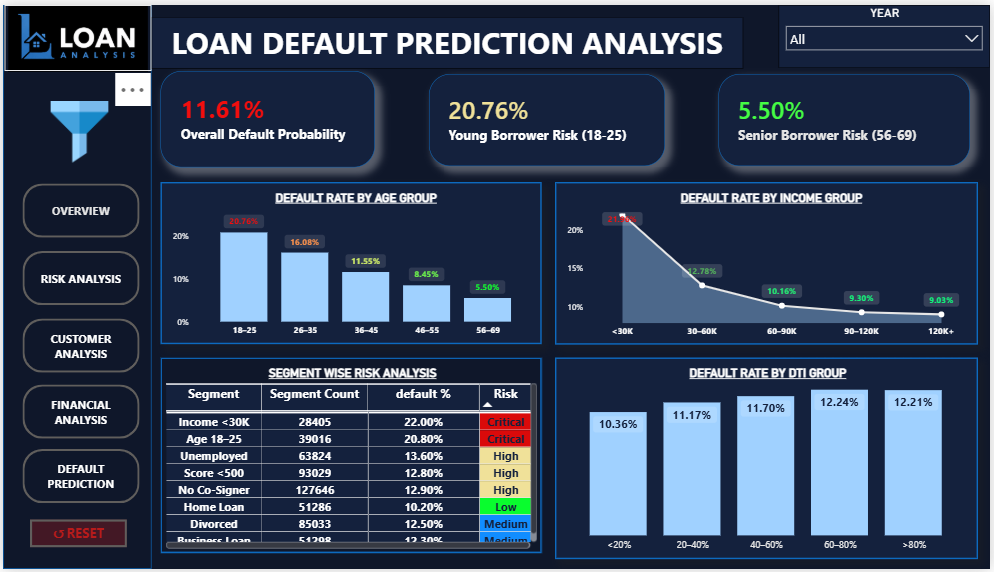 LOAN
ANALYSIS
LOAN DEFAULT PREDICTION ANALYSIS
YEAR
All
11.61%
Overall Default Probability
20.76%
Young Borrower Risk (18-25)
5.50%
Senior Borrower Risk (56-69)
OVERVIEW
RISK ANALYSIS
CUSTOMER
ANALYSIS
FINANCIAL
ANALYSIS
DEFAULT
PREDICTION
↺ RESET
DEFAULT RATE BY AGE GROUP
20%
10%
0%
20.76%
16.08%
11.55%
8.45%
5.50%
18–25
26–35
36–45
46–55
56–69
DEFAULT RATE BY INCOME GROUP
20%
15%
10%
12.78%
10.16%
9.30%
9.03%
<30K
30–60K
60–90K
90–120K
120K+
SEGMENT WISE RISK ANALYSIS
Segment Segment Count default % Risk
Income <30K 28405 22.00% Critical
Age 18–25 39016 20.80% Critical
Unemployed 63824 13.60% High
Score <500 93029 12.80% High
No Co-Signer 127646 12.90% High
Home Loan 51286 10.20% Low
Divorced 85033 12.50% Medium
Business Loan 51298 12.30% Medium
DEFAULT RATE BY DTI GROUP
10.36%
11.17%
11.70%
12.24%
12.21%
<20%
20–40%
40–60%
60–80%
>80%